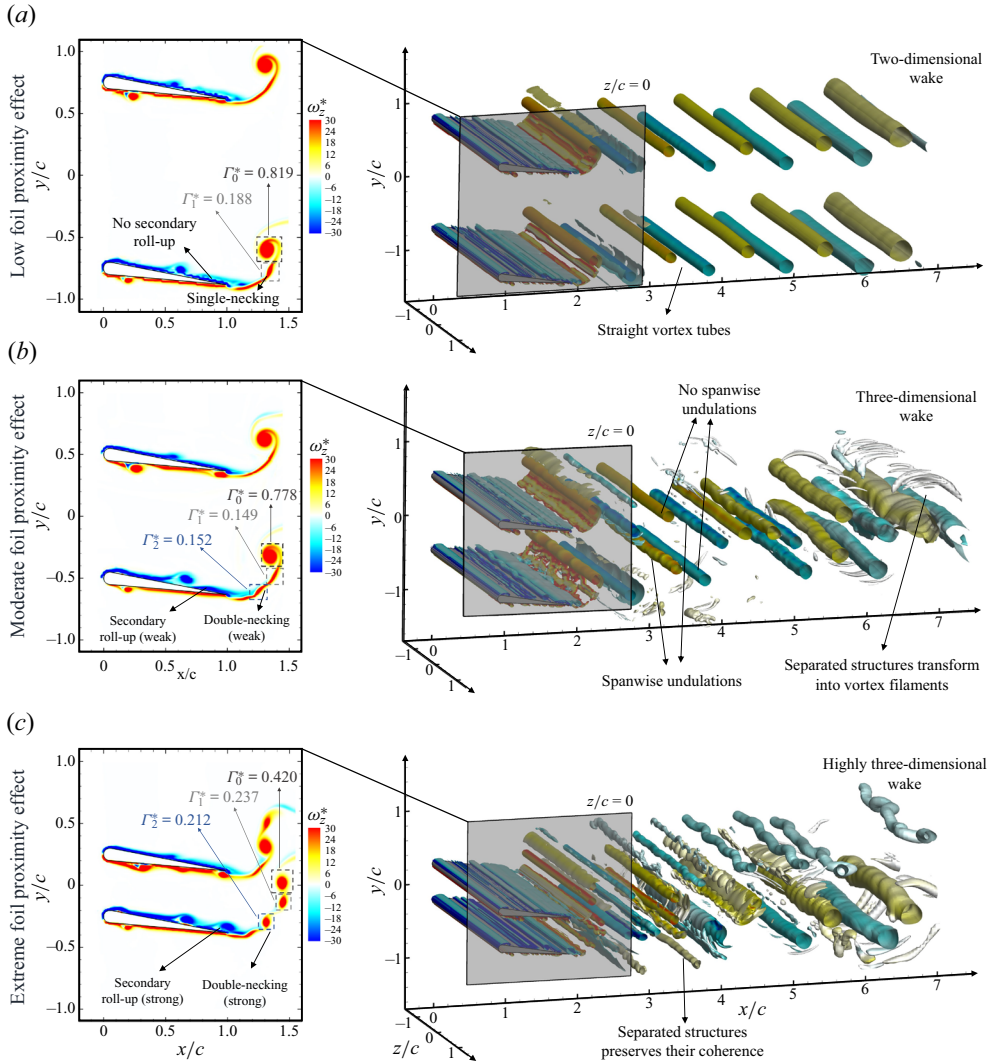 (a)
Low foil proximity effect
y/c
1.0
0.5
0
−0.5
−1.0
0
0.5
1.0
1.5
ω*z
30
24
18
12
6
0
−6
−12
−18
−24
−30
Γ*0 = 0.819
Γ*1 = 0.188
No secondary
roll-up
Single-necking
z/c = 0
Two-dimensional
wake
y/c
1
0
−1
−1
0
1
0
1
2
3
4
5
6
7
Straight vortex tubes
(b)
Moderate foil proximity effect
y/c
1.0
0.5
0
−0.5
−1.0
0
0.5
1.0
1.5
x/c
ω*z
30
24
18
12
6
0
−6
−12
−18
−24
−30
Γ*0 = 0.778
Γ*1 = 0.149
Γ*2 = 0.152
Secondary
roll-up (weak)
Double-necking
(weak)
z/c = 0
No spanwise
undulations
Three-dimensional
wake
y/c
1
0
−1
−1
0
1
0
1
2
3
4
5
6
7
Spanwise undulations
Separated structures transform
into vortex filaments
(c)
Extreme foil proximity effect
y/c
1.0
0.5
0
−0.5
−1.0
0
0.5
1.0
1.5
x/c
ω*z
30
24
18
12
6
0
−6
−12
−18
−24
−30
Γ*0 = 0.420
Γ*1 = 0.237
Γ*2 = 0.212
Secondary
roll-up (strong)
Double-necking
(strong)
z/c = 0
Highly three-dimensional
wake
y/c
1
0
−1
−1
0
1
z/c
0
1
2
3
4
5
6
7
x/c
Separated structures
preserves their coherence